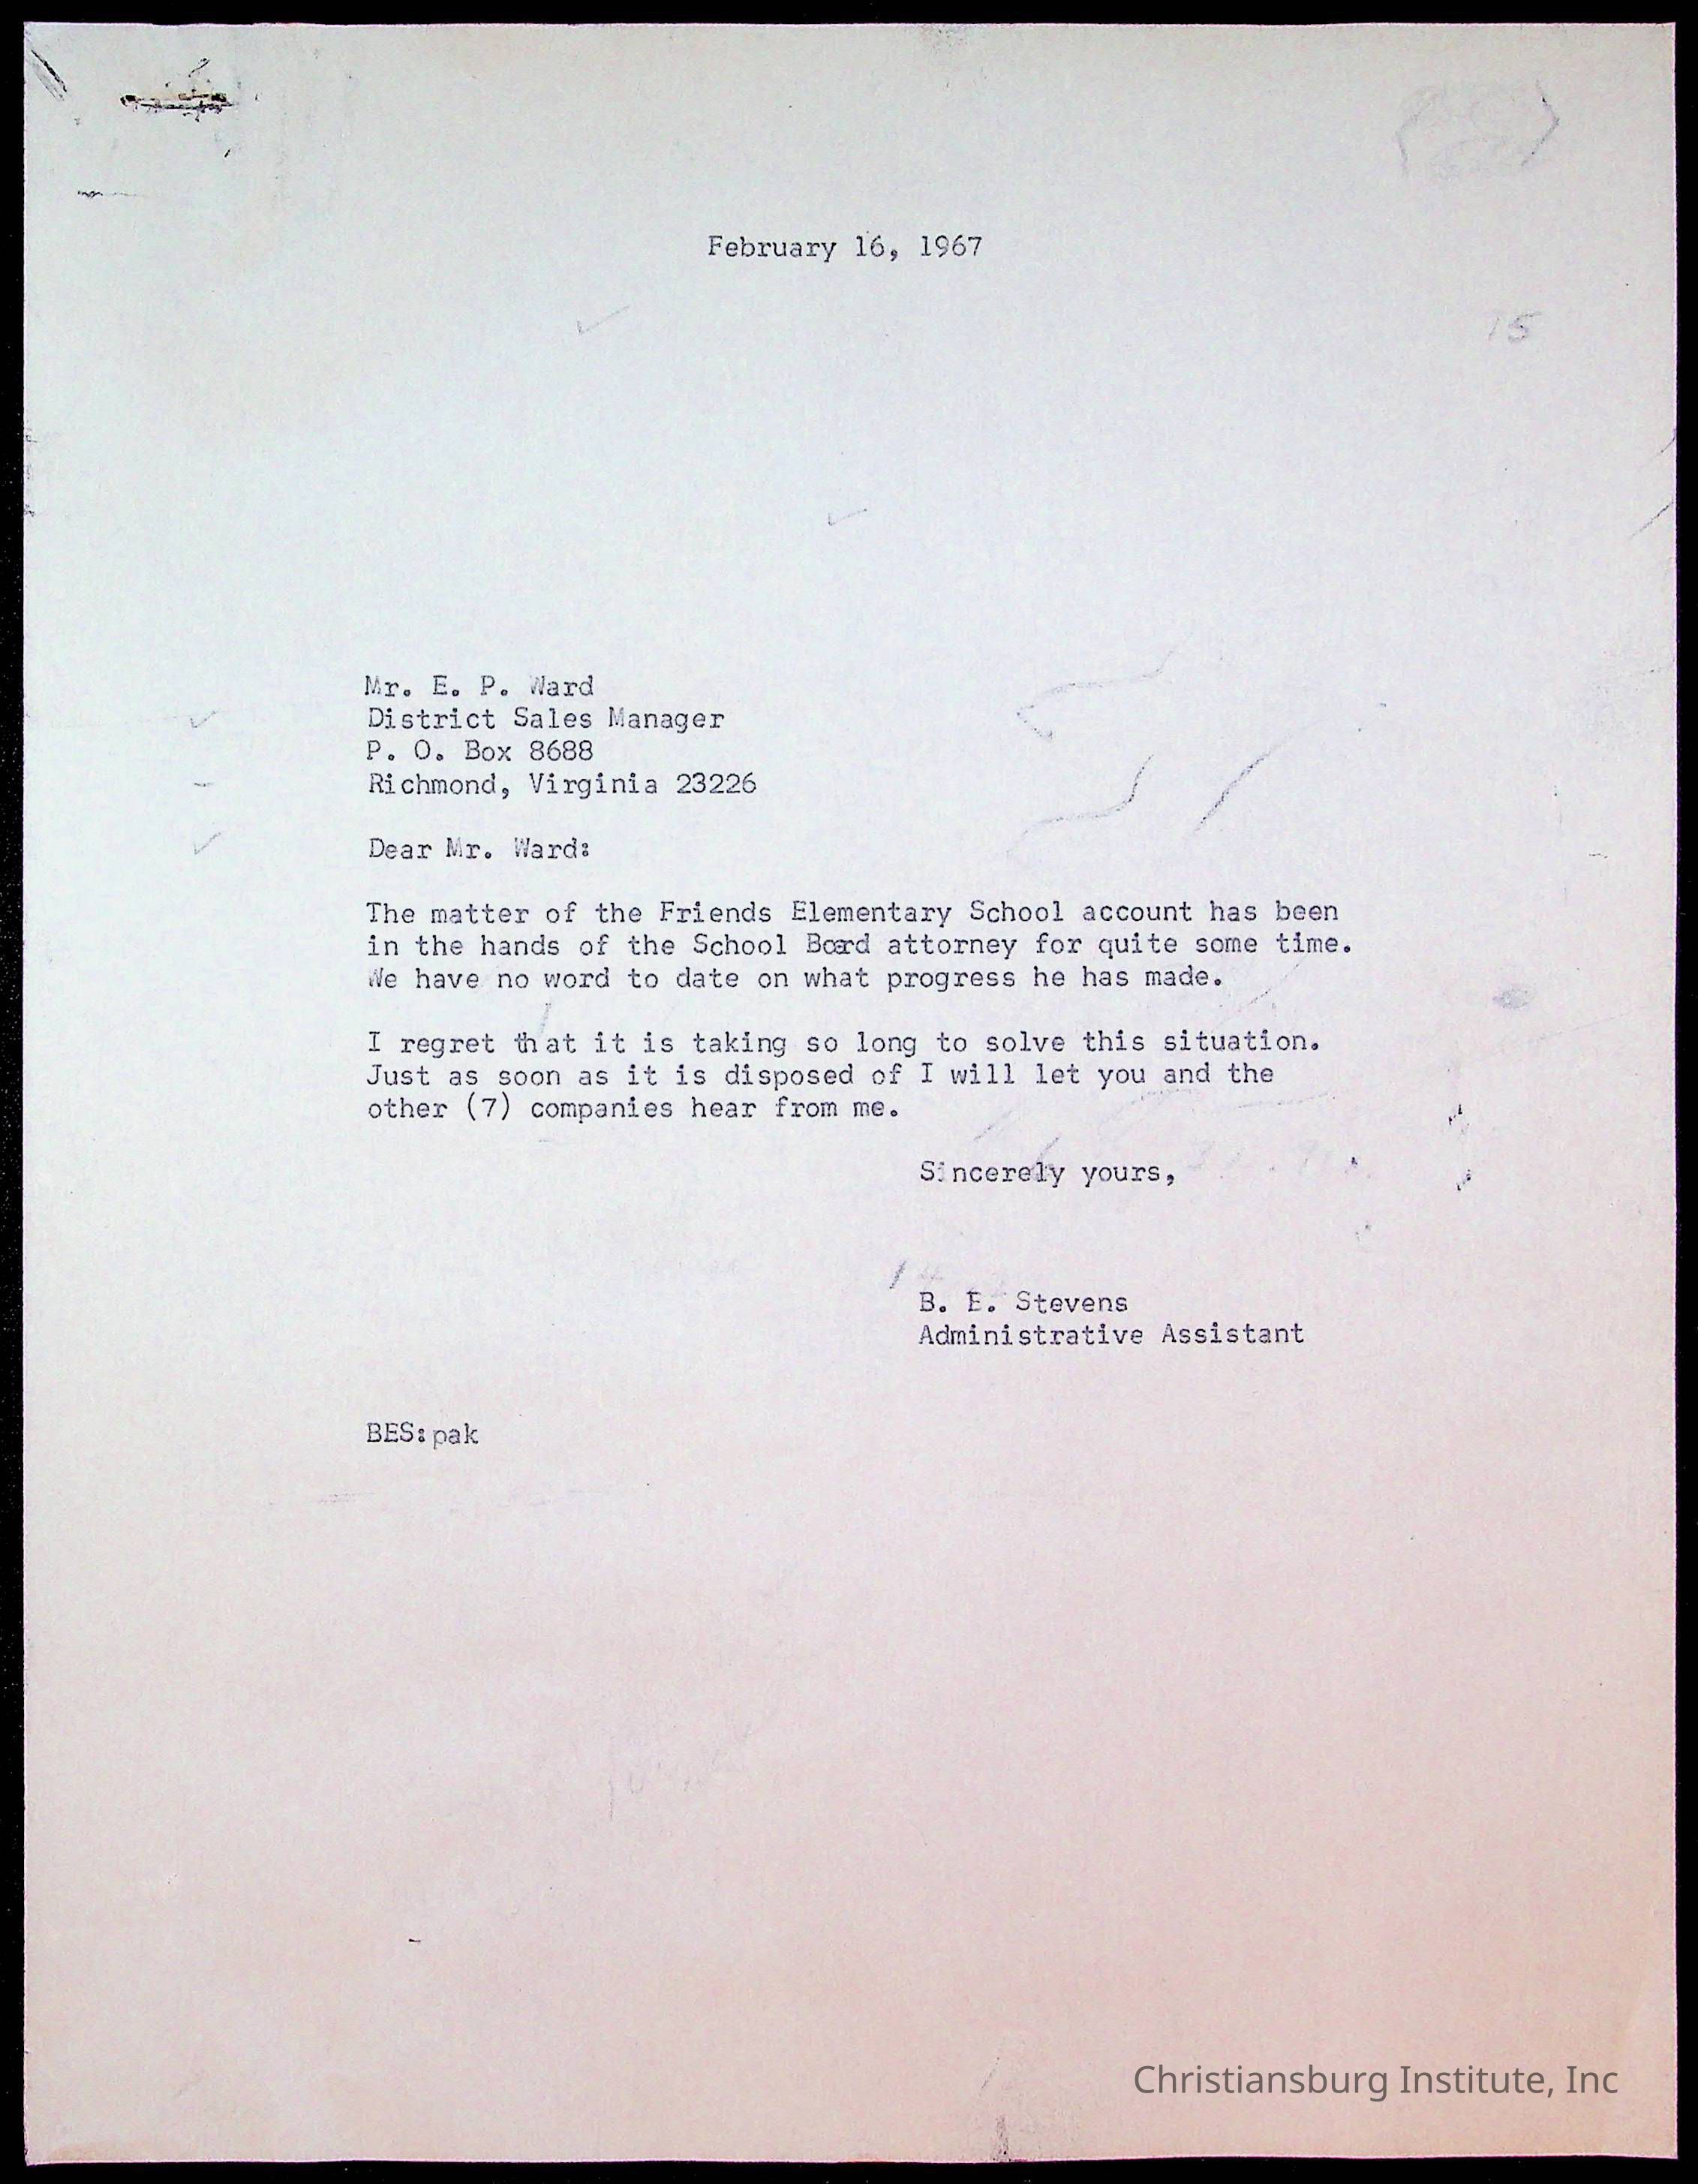 February 16, 1967
15
Mr. E. P. Ward
District Sales Manager
P. O. Box 8688
Richmond, Virginia 23226
Dear Mr. Ward:
The matter of the Friends Elementary School account has been
in the hands of the School Board attorney for quite some time.
We have no word to date on what progress he has made.
I regret that it is taking so long to solve this situation.
Just as soon as it is disposed of I will let you and the
other (7) companies hear from me.
Sincerely yours,
B. E. Stevens
Administrative Assistant
BES:pak
Christiansburg Institute, Inc